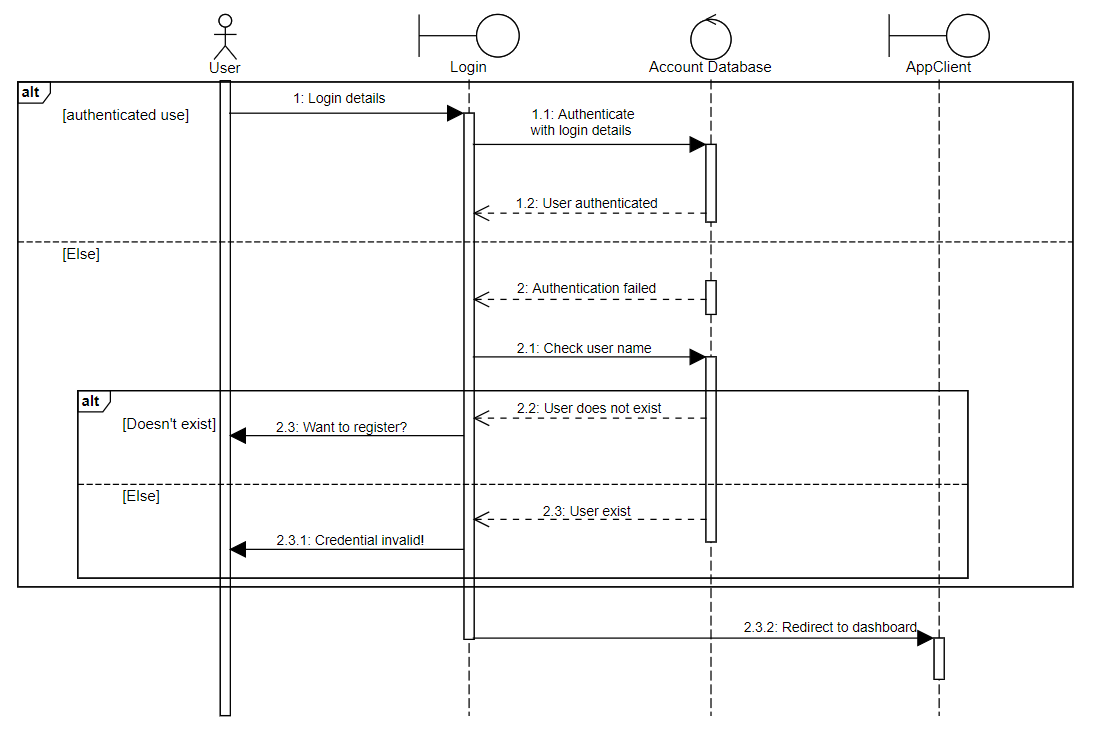 User
Login
Account Database
AppClient
alt
[authenticated use]
1: Login details
1.1: Authenticate
with login details
1.2: User authenticated
[Else]
2: Authentication failed
2.1: Check user name
alt
[Doesn't exist]
2.2: User does not exist
2.3: Want to register?
[Else]
2.3: User exist
2.3.1: Credential invalid!
2.3.2: Redirect to dashboard